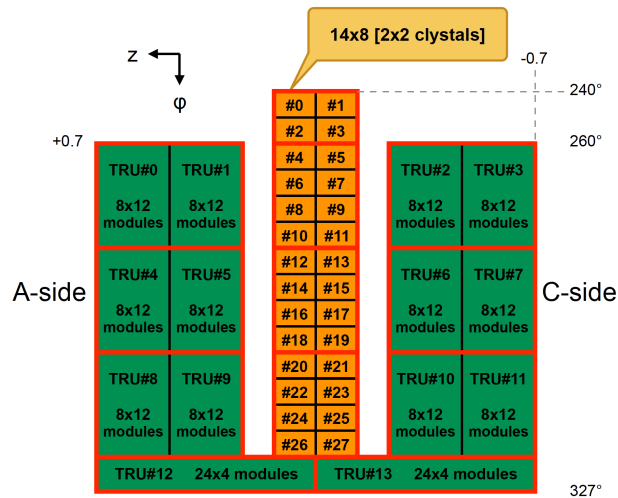 14x8 [2x2 clystals]
z
φ
-0.7
240°
#0 #1
#2 #3
+0.7
260°
#4 #5
TRU#0 TRU#1
TRU#2 TRU#3
#6 #7
8x12 8x12
modules modules
8x12 8x12
modules modules
#8 #9
#10 #11
#12 #13
TRU#4 TRU#5
TRU#6 TRU#7
#14 #15
A-side
C-side
8x12 8x12
modules modules
8x12 8x12
modules modules
#16 #17
#18 #19
#20 #21
TRU#8 TRU#9
TRU#10 TRU#11
#22 #23
8x12 8x12
modules modules
8x12 8x12
modules modules
#24 #25
#26 #27
TRU#12 24x4 modules
TRU#13 24x4 modules
327°